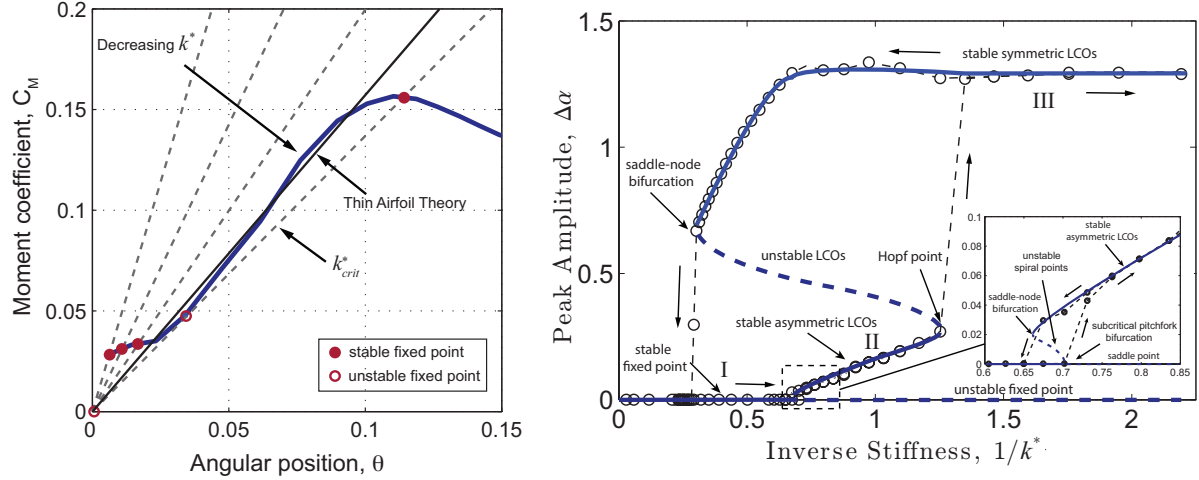 0.2
0.15
0.1
0.05
0
0
0.05
0.1
0.15
Moment coefficient, C_M
Angular position, θ
Decreasing k*
Thin Airfoil Theory
k*crit
stable fixed point
unstable fixed point
1.5
1
0.5
0
0
0.5
1
1.5
2
Peak Amplitude, Δα
Inverse Stiffness, 1/k*
stable symmetric LCOs
III
saddle-node
bifurcation
unstable LCOs
Hopf point
stable asymmetric LCOs
II
stable
fixed point
I
unstable fixed point
0.1
0.08
0.06
0.04
0.02
0
0.6
0.65
0.7
0.75
0.8
0.85
stable
asymmetric LCOs
unstable
spiral points
saddle-node
bifurcation
subcritical pitchfork
bifurcation
saddle point